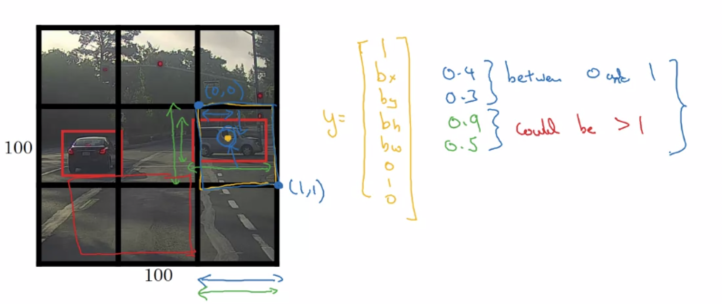 (0,0)
100
(1,1)
100
y=
1
bx
by
bh
bw
0
1
0
0.4
0.3
between 0 and 1
0.9
0.5
could be >1